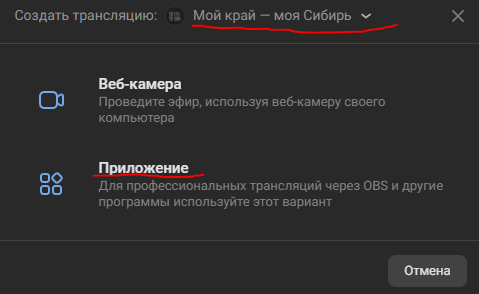 Создать трансляцию: Мой край — моя Сибирь
Веб-камера
Проведите эфир, используя веб-камеру своего
компьютера
Приложение
Для профессиональных трансляций через OBS и другие
программы используйте этот вариант
Отмена